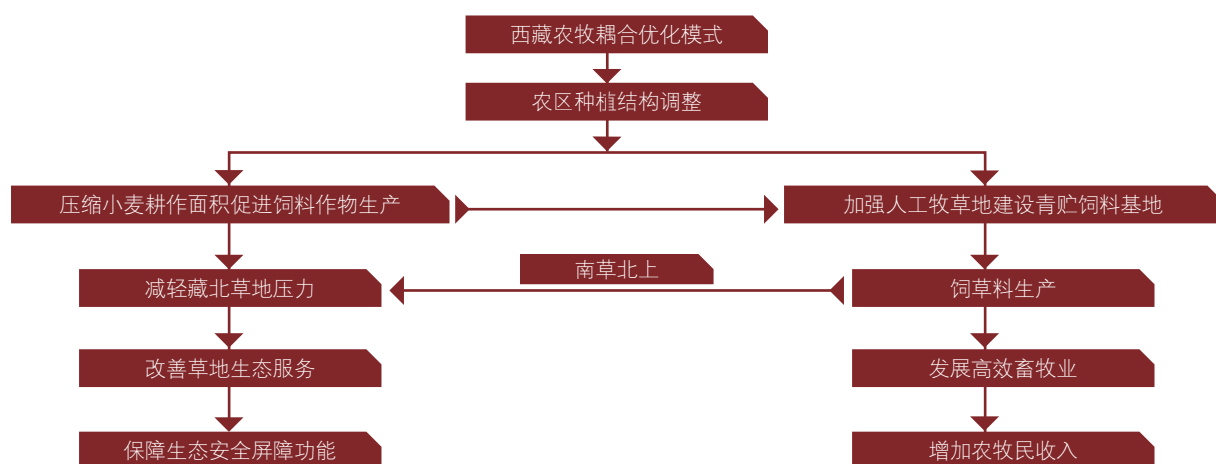 西藏农牧耦合优化模式
农区种植结构调整
压缩小麦耕作面积促进饲料作物生产
加强人工牧草地建设青贮饲料基地
南草北上
减轻藏北草地压力
饲草料生产
改善草地生态服务
发展高效畜牧业
保障生态安全屏障功能
增加农牧民收入